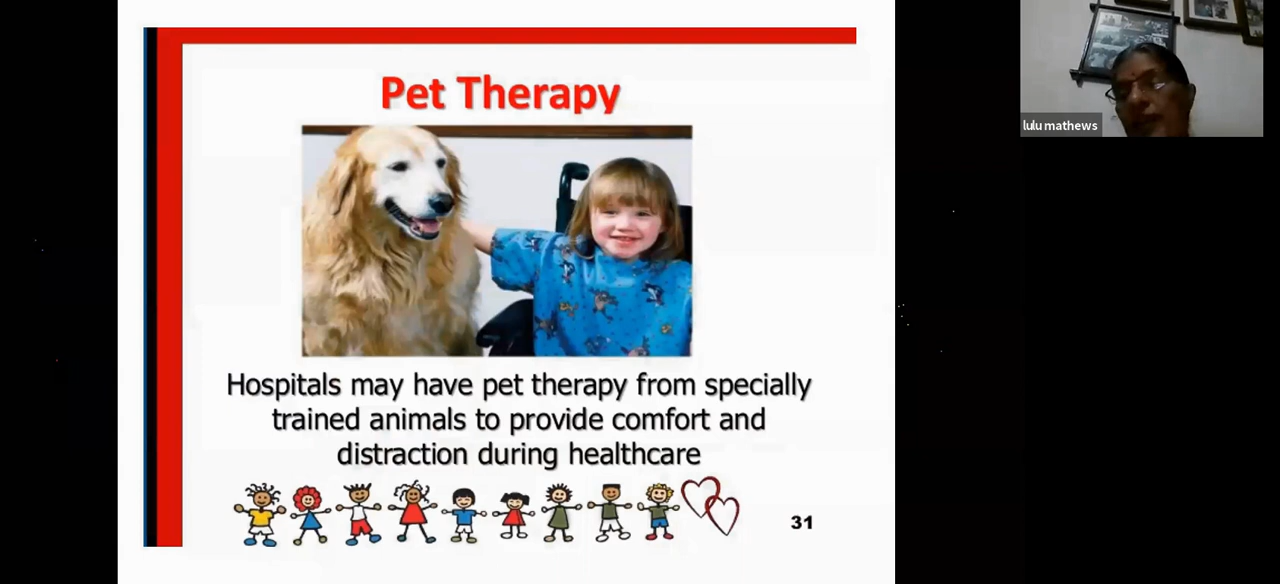 Pet Therapy
Hospitals may have pet therapy from specially
trained animals to provide comfort and
distraction during healthcare
31
lulu mathews